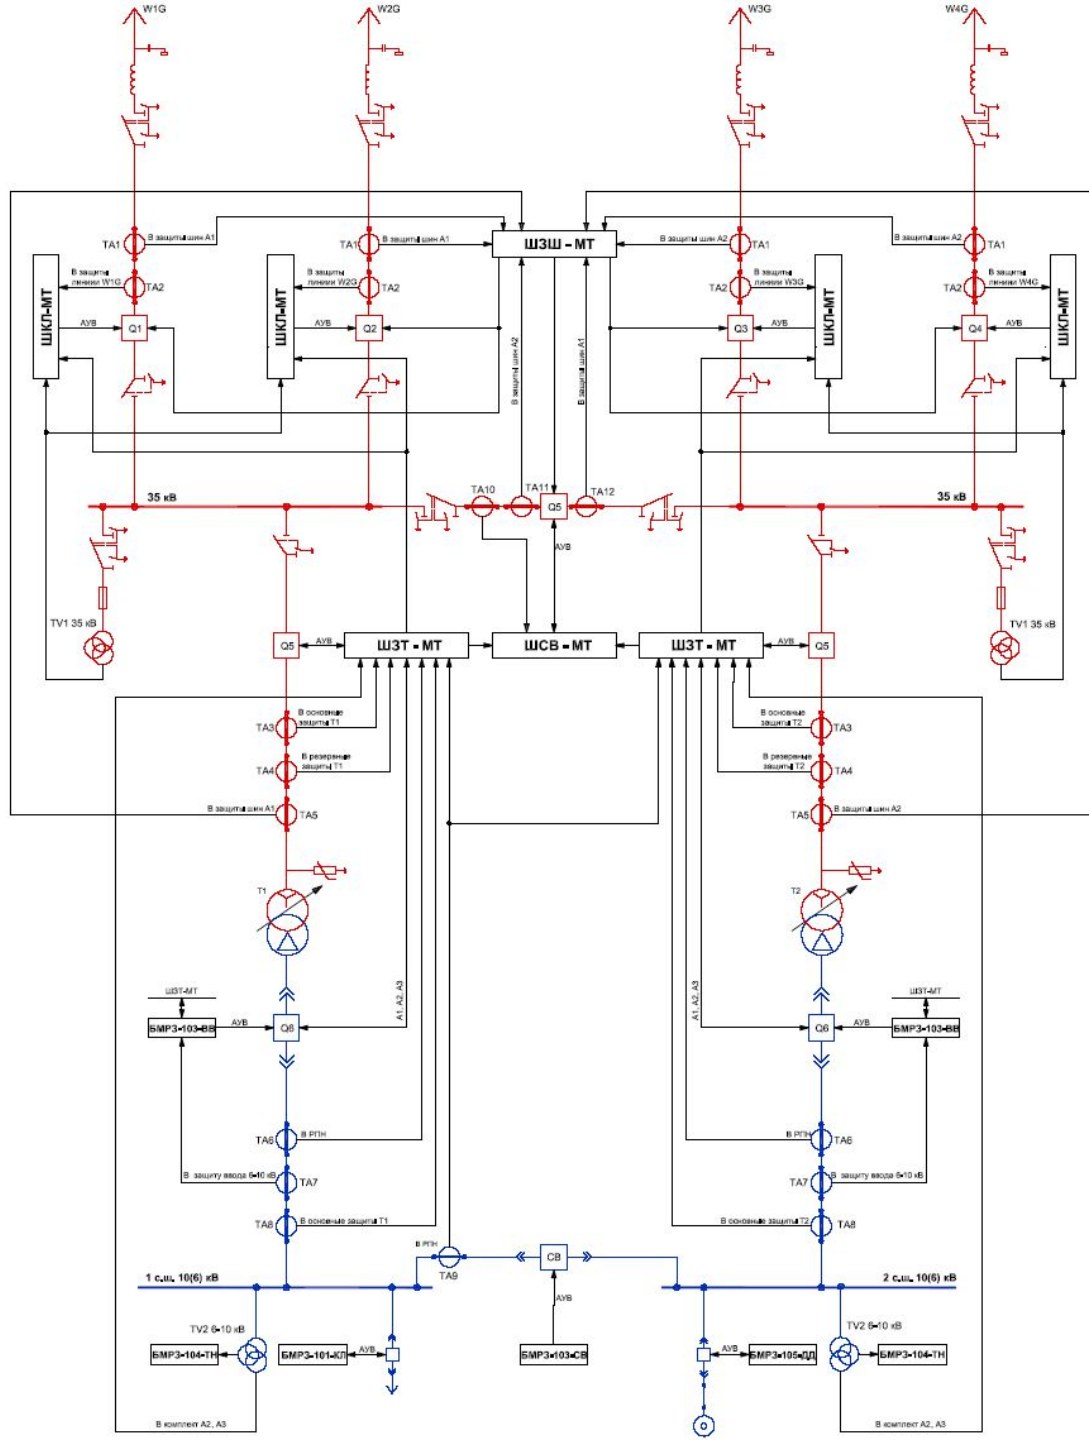 W1G
W2G
W3G
W4G
TA1
В защиты шин А1
TA1
В защиты шин А1
ШЗШ - МТ
В защиты шин А2
TA1
В защиты шин А2
TA1
ШКЛ-МТ
В защиты
линии W1G
TA2
ШКЛ-МТ
В защиты
линии W2G
TA2
TA2
В защиты
линии W3G
ШКЛ-МТ
TA2
В защиты
линии W4G
ШКЛ-МТ
АУВ
Q1
АУВ
Q2
Q3
АУВ
Q4
АУВ
В защиты шин А2
В защиты шин А1
35 кВ
TA10
TA11
Q5
TA12
35 кВ
АУВ
TV1 35 кВ
TV1 35 кВ
Q5
АУВ
ШЗТ - МТ
ШСВ - МТ
ШЗТ - МТ
АУВ
Q5
TA3
В основные
защиты Т1
В основные
защиты Т2
TA3
TA4
В резервные
защиты Т1
В резервные
защиты Т2
TA4
В защиты шин А1
TA5
TA5
В защиты шин А2
T1
T2
А1, А2, А3
А1, А2, А3
ШЗТ-МТ
ШЗТ-МТ
БМРЗ-103-ВВ
АУВ
Q6
Q6
АУВ
БМРЗ-103-ВВ
TA6
В РПН
В РПН
TA6
В защиту ввода 6-10 кВ
TA7
TA7
В защиту ввода 6-10 кВ
TA8
В основные защиты Т1
В основные защиты Т2
TA8
В РПН
TA9
СВ
1 с.ш. 10(6) кВ
2 с.ш. 10(6) кВ
АУВ
TV2 6-10 кВ
TV2 6-10 кВ
БМРЗ-104-ТН
БМРЗ-101-КЛ
АУВ
БМРЗ-103-СВ
АУВ
БМРЗ-105-ДД
БМРЗ-104-ТН
В комплект А2, А3
В комплект А2, А3